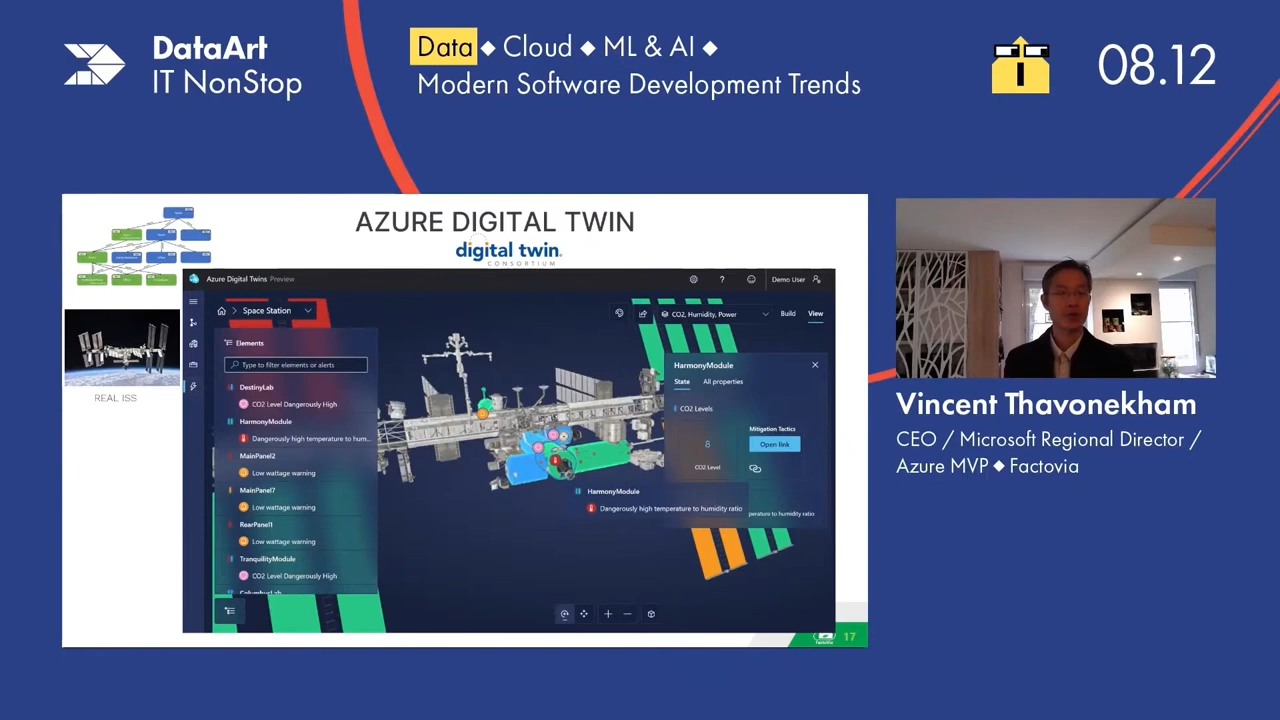 DataArt
IT NonStop
Data ◆ Cloud ◆ ML & AI ◆
Modern Software Development Trends
08.12
AZURE DIGITAL TWIN
digital twin.
CONSORTIUM
REAL ISS
Azure Digital Twins Preview
?
Demo User
Space Station
CO2, Humidity, Power
Build
View
Elements
Type to filter elements or alerts
DestinyLab
CO2 Level Dangerously High
HarmonyModule
Dangerously high temperature to hum...
MainPanel2
Low wattage warning
MainPanel7
Low wattage warning
RearPanel1
Low wattage warning
TranquilityModule
CO2 Level Dangerously High
ColumbusLab
HarmonyModule
State
All properties
CO2 Levels
8
CO2 Level
Mitigation Tactics
Open link
HarmonyModule
Dangerously high temperature to humidity ratio
perature to humidity ratio
17
Vincent Thavonekham
CEO / Microsoft Regional Director /
Azure MVP ◆ Factovia